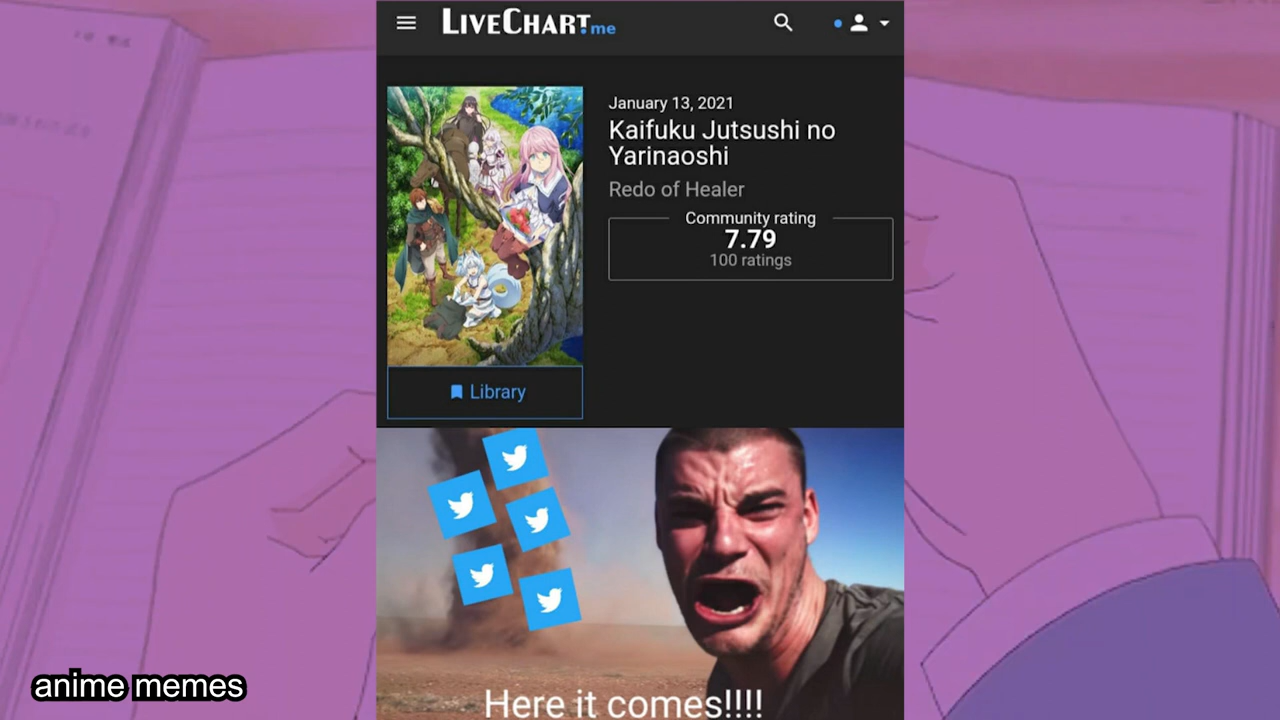 LIVECHART.me
January 13, 2021
Kaifuku Jutsushi no
Yarinaoshi
Redo of Healer
Community rating
7.79
100 ratings
Library
Here it comes!!!!
anime memes